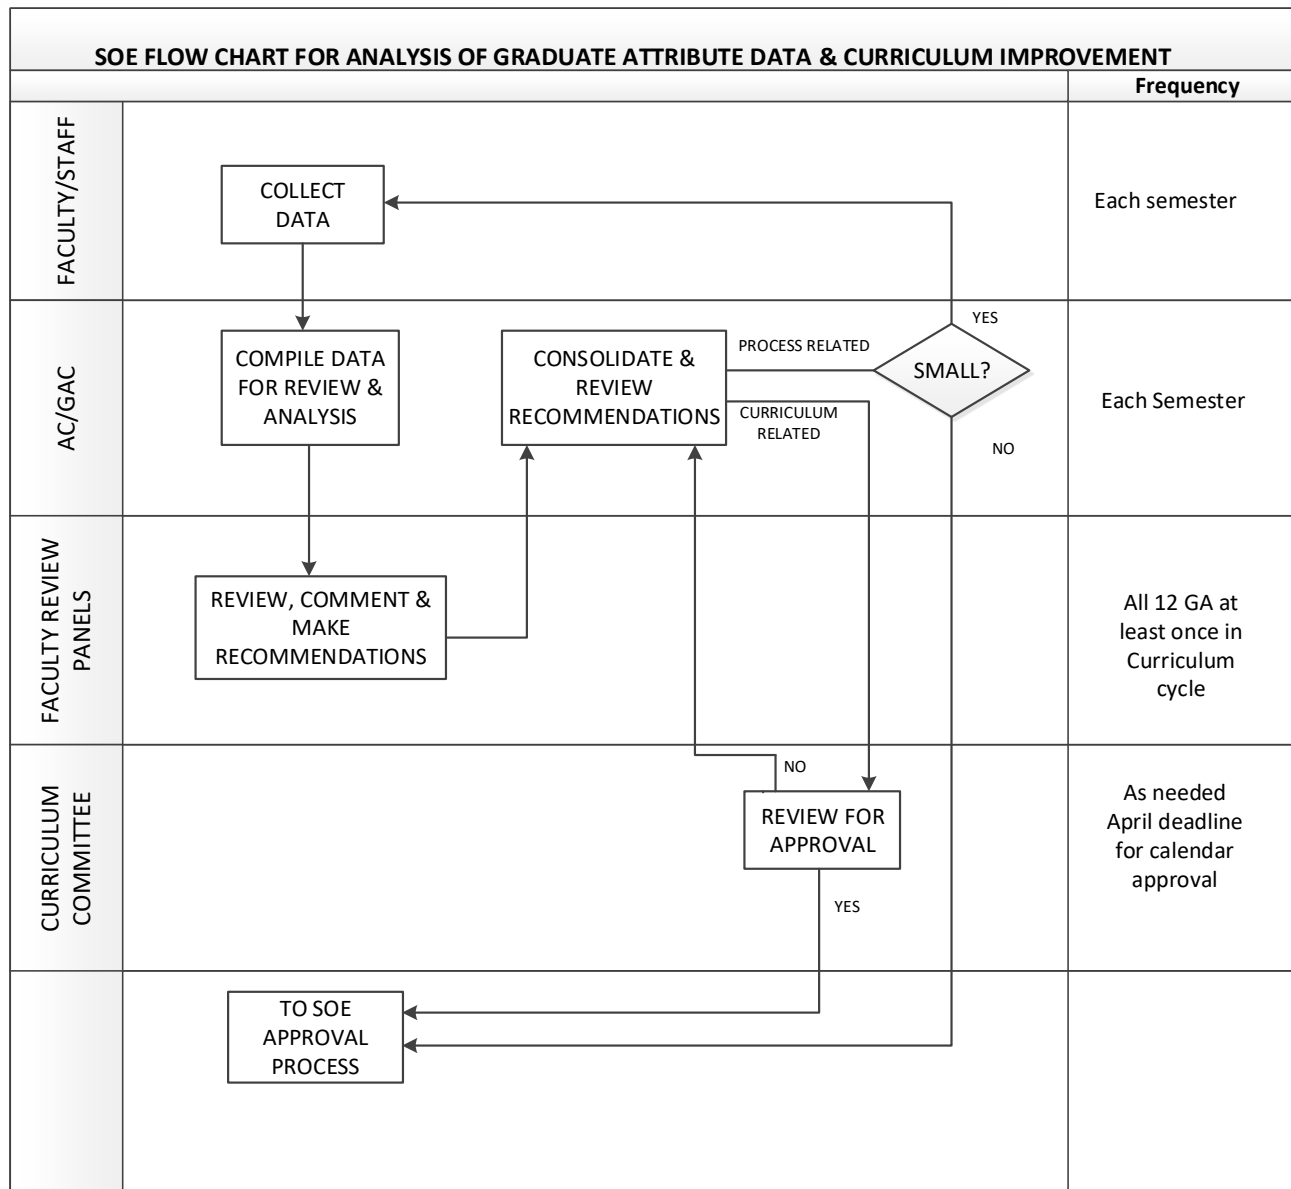 SOE FLOW CHART FOR ANALYSIS OF GRADUATE ATTRIBUTE DATA & CURRICULUM IMPROVEMENT
Frequency
FACULTY/STAFF
COLLECT
DATA
Each semester
AC/GAC
COMPILE DATA
FOR REVIEW &
ANALYSIS
CONSOLIDATE &
REVIEW
RECOMMENDATIONS
PROCESS RELATED
CURRICULUM
RELATED
YES
SMALL?
NO
Each Semester
FACULTY REVIEW
PANELS
REVIEW, COMMENT &
MAKE
RECOMMENDATIONS
All 12 GA at
least once in
Curriculum
cycle
CURRICULUM
COMMITTEE
NO
REVIEW FOR
APPROVAL
YES
As needed
April deadline
for calendar
approval
TO SOE
APPROVAL
PROCESS